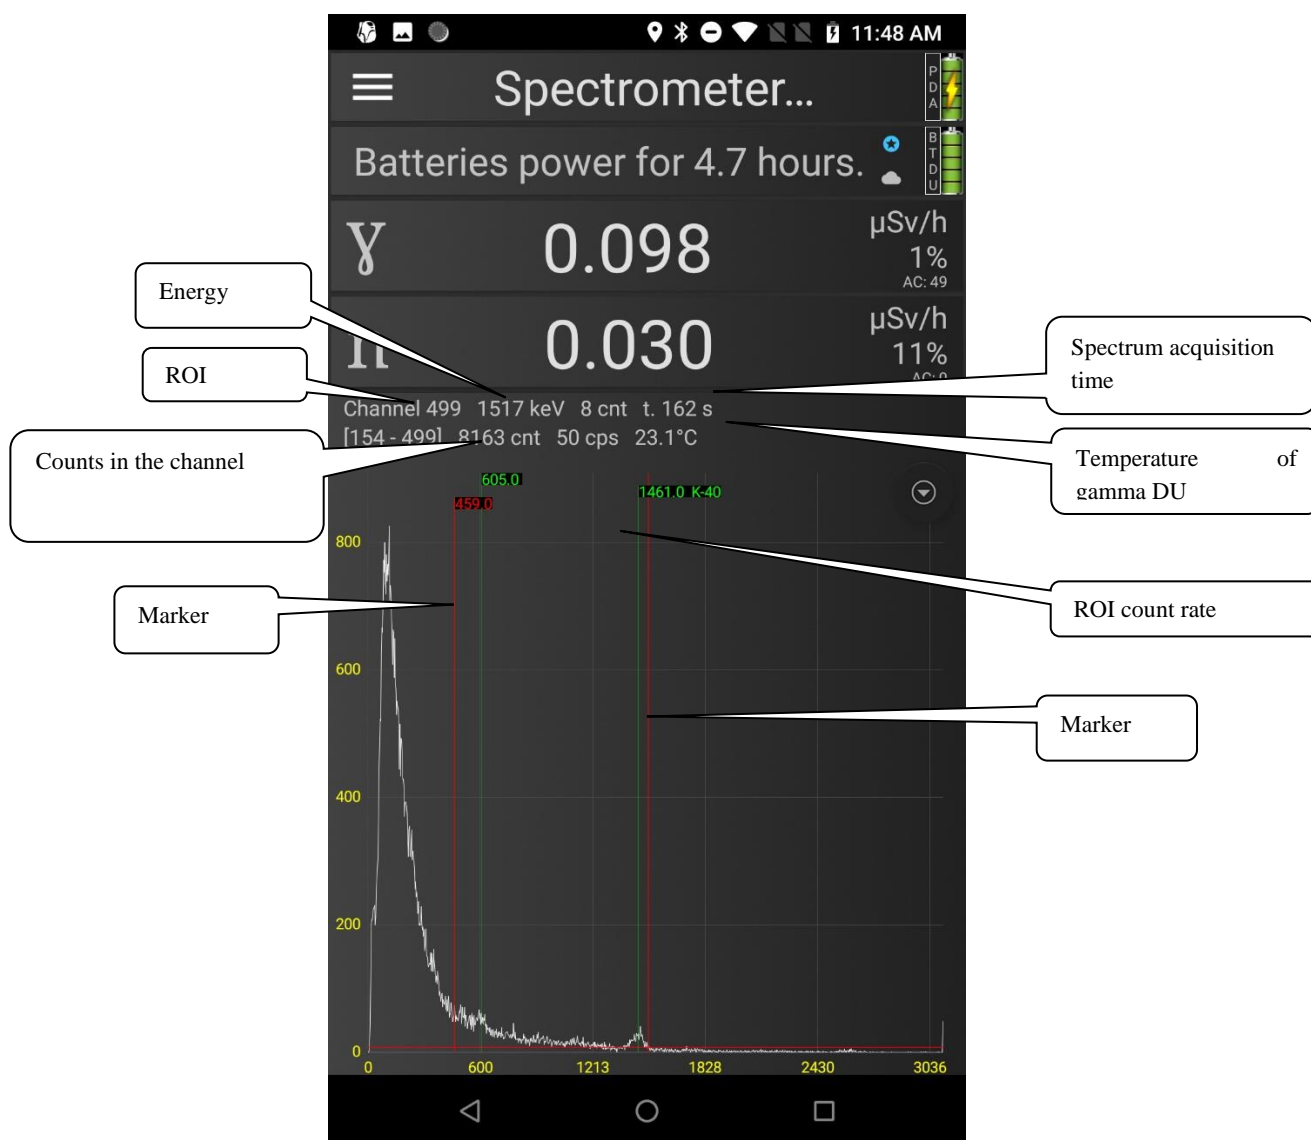 11:48 AM
Spectrometer...
PDA
Batteries power for 4.7 hours.
BTDU
γ 0.098 µSv/h
1%
AC: 49
n 0.030 µSv/h
11%
Energy
ROI
Counts in the channel
Marker
Spectrum acquisition
time
Temperature of
gamma DU
ROI count rate
Marker
Channel 499 1517 keV 8 cnt t. 162 s
[154 - 499] 8163 cnt 50 cps 23.1°C
605.0
459.0
1461.0 K-40
800
600
400
200
0
0 600 1213 1828 2430 3036